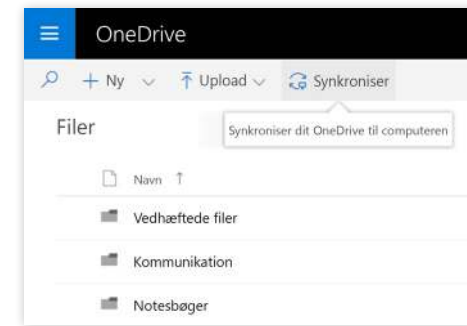 OneDrive
Ny Upload Synkroniser
Synkroniser dit OneDrive til computeren
Filer
Navn
Vedhæftede filer
Kommunikation
Notesbøger